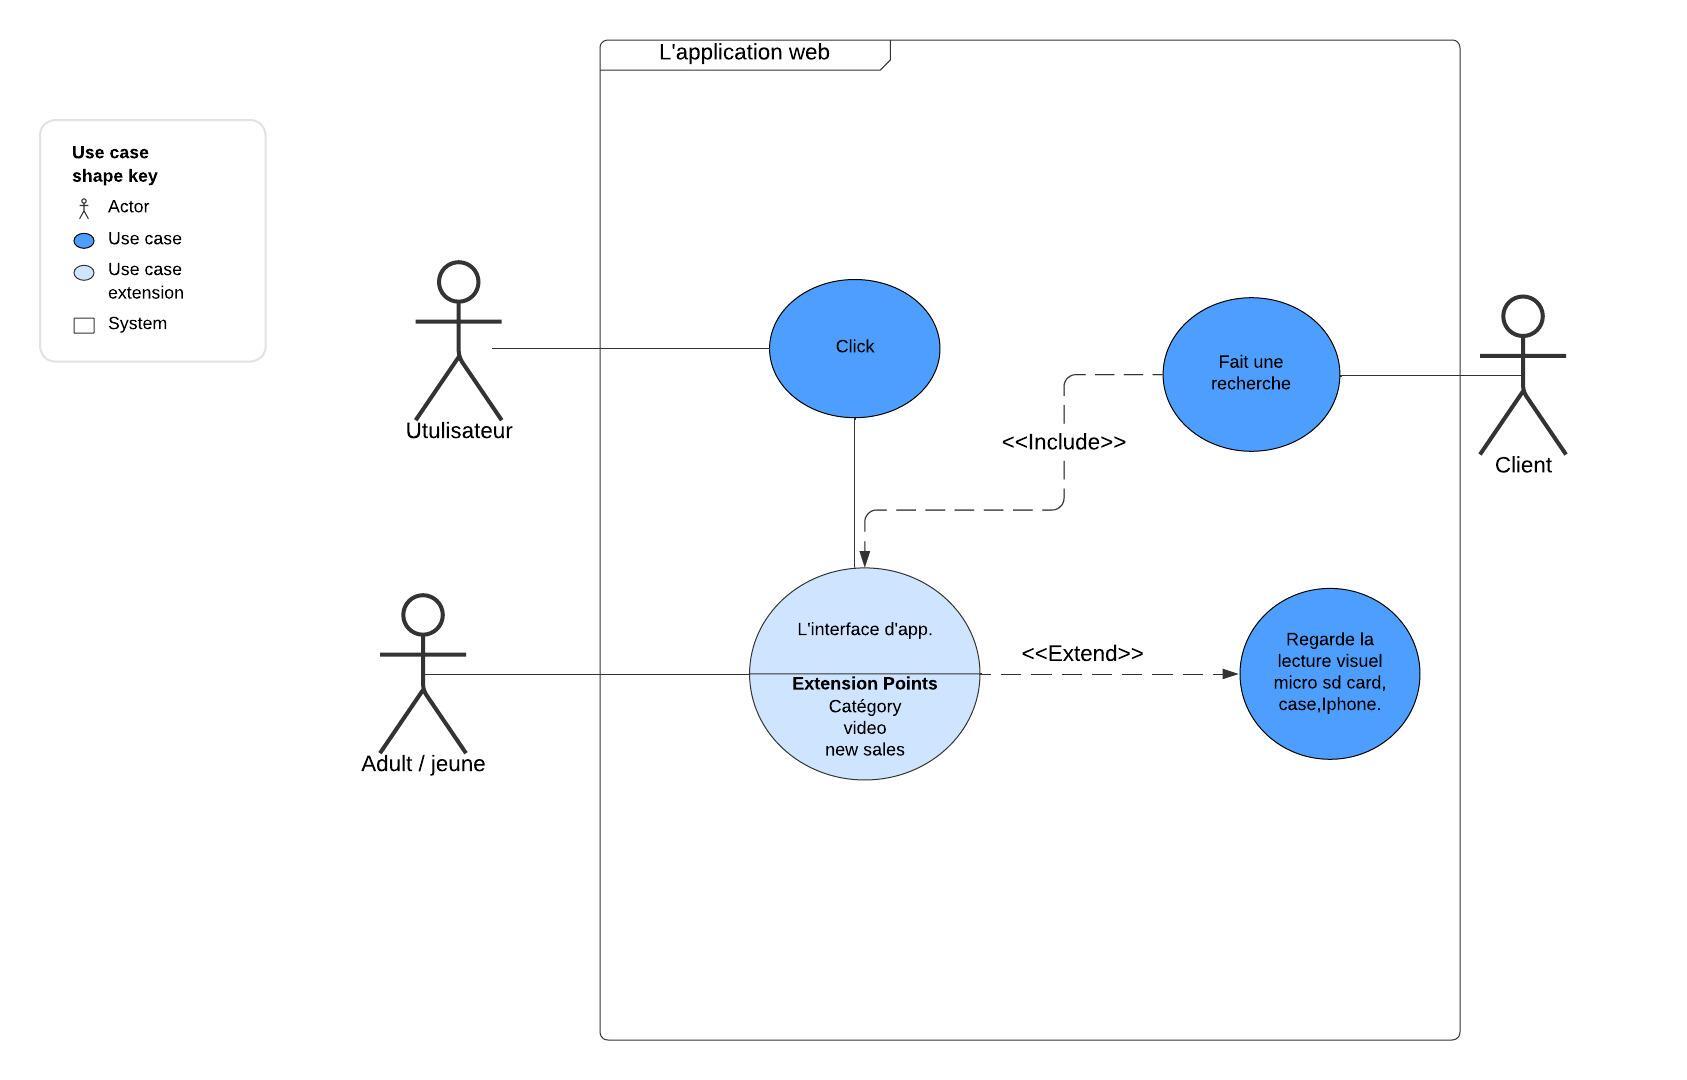 L'application web
Use case
shape key
Actor
Use case
Use case
extension
System
Click
Fait une
recherche
Utulisateur
<<Include>>
Client
L'interface d'app.
Extension Points
Catégory
video
new sales
<<Extend>>
Regarde la
lecture visuel
micro sd card,
case,Iphone.
Adult / jeune